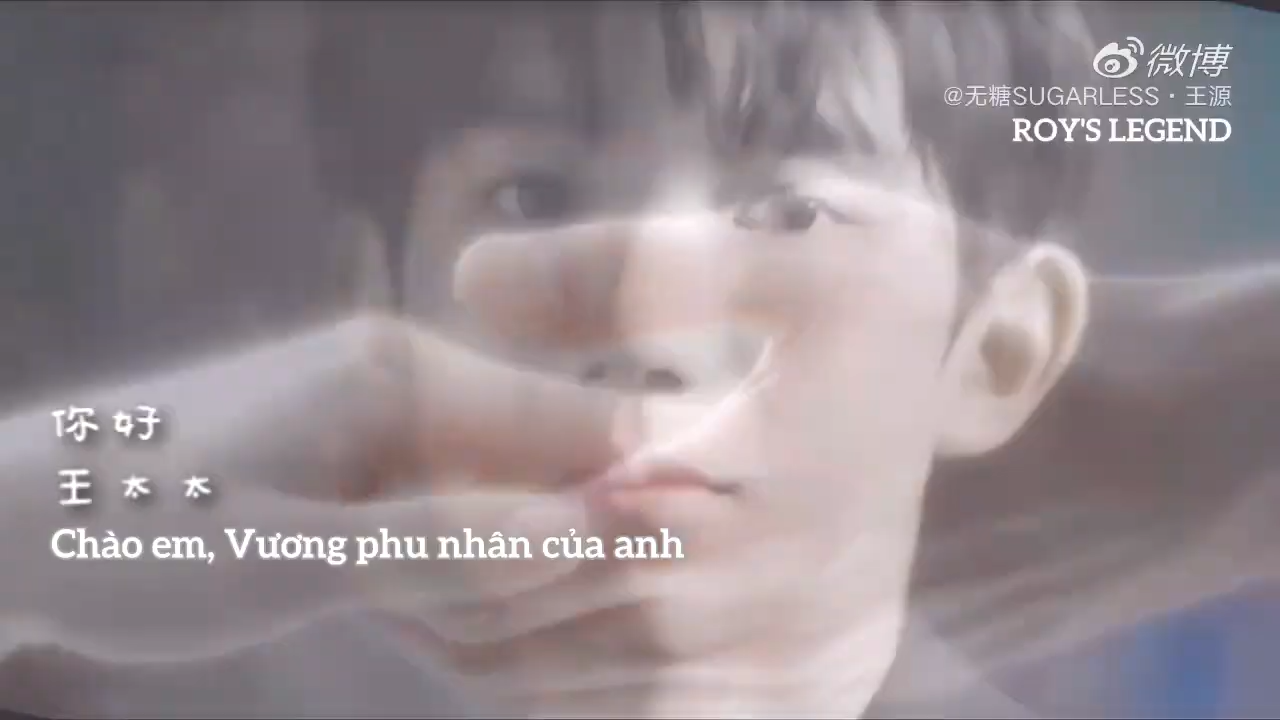 微博
@无糖SUGARLESS·王源
ROY'S LEGEND
你好
王太太
Chào em, Vương phu nhân của anh